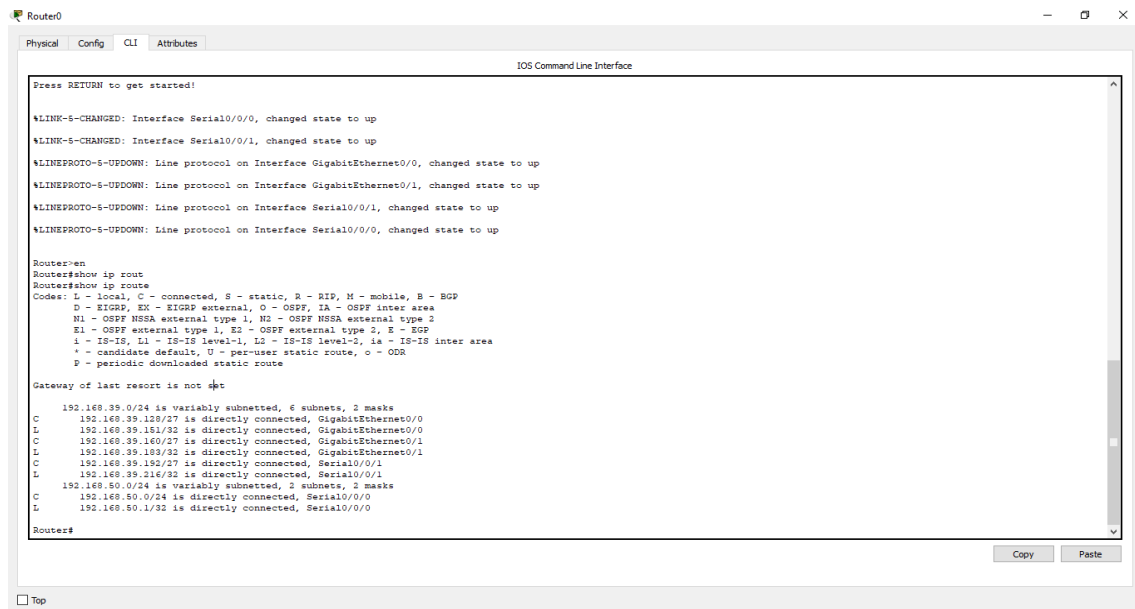 Router0
Physical Config CLI Attributes
IOS Command Line Interface
Press RETURN to get started!
%LINK-5-CHANGED: Interface Serial0/0/0, changed state to up
%LINK-5-CHANGED: Interface Serial0/0/1, changed state to up
%LINEPROTO-5-UPDOWN: Line protocol on Interface GigabitEthernet0/0, changed state to up
%LINEPROTO-5-UPDOWN: Line protocol on Interface GigabitEthernet0/1, changed state to up
%LINEPROTO-5-UPDOWN: Line protocol on Interface Serial0/0/1, changed state to up
%LINEPROTO-5-UPDOWN: Line protocol on Interface Serial0/0/0, changed state to up
Router>en
Router#show ip rout
Router#show ip route
Codes: L - local, C - connected, S - static, R - RIP, M - mobile, B - BGP
D - EIGRP, EX - EIGRP external, O - OSPF, IA - OSPF inter area
N1 - OSPF NSSA external type 1, N2 - OSPF NSSA external type 2
E1 - OSPF external type 1, E2 - OSPF external type 2, E - EGP
i - IS-IS, L1 - IS-IS level-1, L2 - IS-IS level-2, ia - IS-IS inter area
* - candidate default, U - per-user static route, o - ODR
P - periodic downloaded static route
Gateway of last resort is not set
192.168.39.0/24 is variably subnetted, 6 subnets, 2 masks
C 192.168.39.128/27 is directly connected, GigabitEthernet0/0
L 192.168.39.151/32 is directly connected, GigabitEthernet0/0
C 192.168.39.160/27 is directly connected, GigabitEthernet0/1
L 192.168.39.183/32 is directly connected, GigabitEthernet0/1
C 192.168.39.192/27 is directly connected, Serial0/0/1
L 192.168.39.216/32 is directly connected, Serial0/0/1
192.168.50.0/24 is variably subnetted, 2 subnets, 2 masks
C 192.168.50.0/24 is directly connected, Serial0/0/0
L 192.168.50.1/32 is directly connected, Serial0/0/0
Router#
Copy Paste
Top